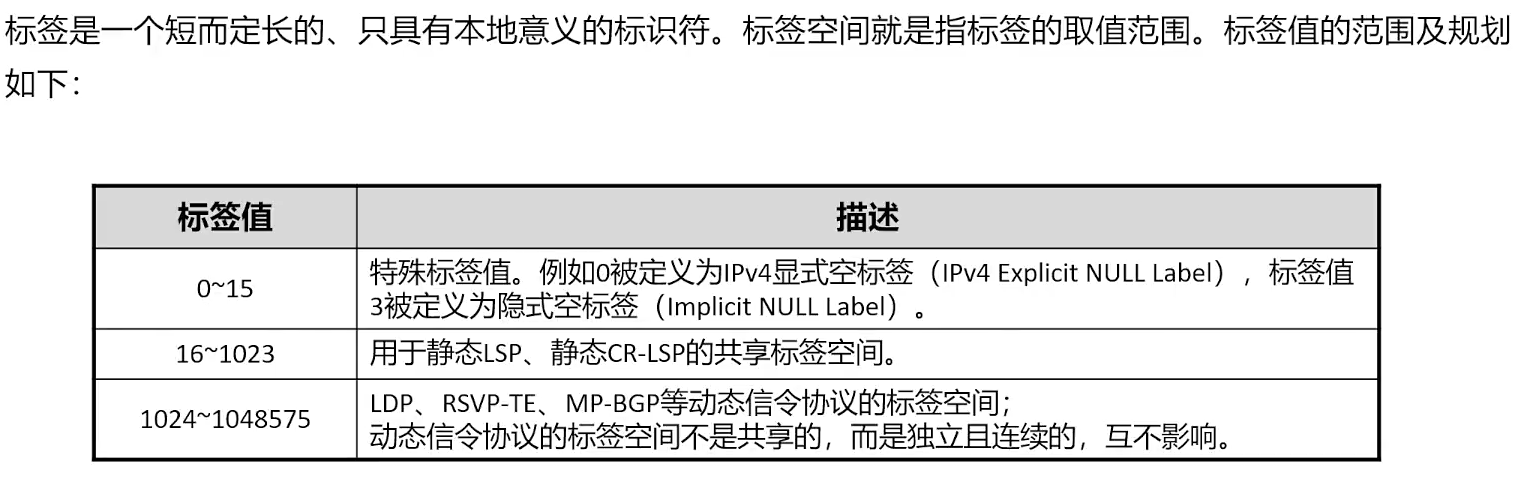 标签是一个短而定长的、只具有本地意义的标识符。标签空间就是指标签的取值范围。标签值的范围及规划
如下：
标签值 描述
0~15 特殊标签值。例如0被定义为IPv4显式空标签（IPv4 Explicit NULL Label），标签值
3被定义为隐式空标签（Implicit NULL Label）。
16~1023 用于静态LSP、静态CR-LSP的共享标签空间。
1024~1048575 LDP、RSVP-TE、MP-BGP等动态信令协议的标签空间；
动态信令协议的标签空间不是共享的，而是独立且连续的，互不影响。